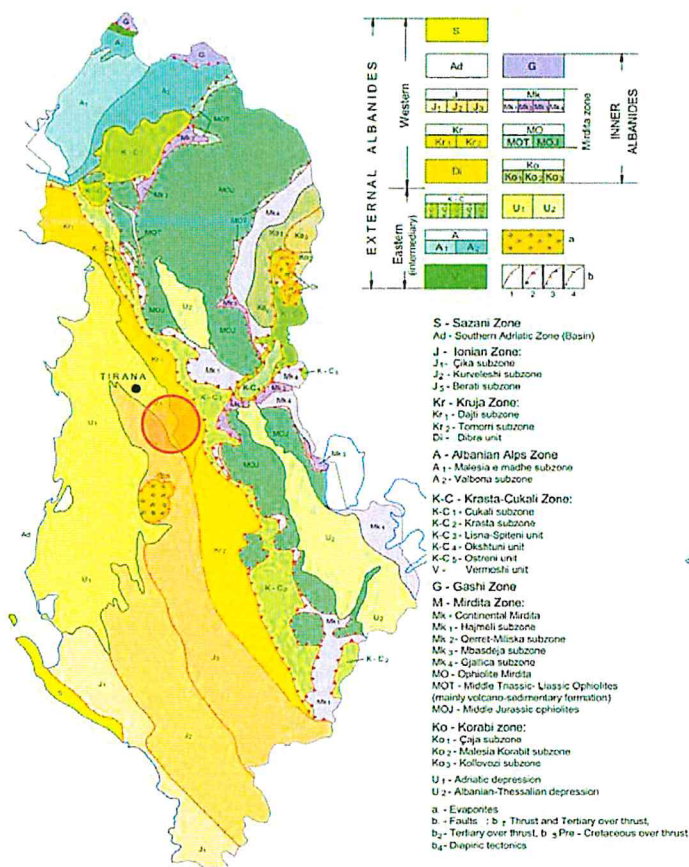 S
Ad
G
J
J1 J2 J3
Mk
Mk1 Mk2 Mk3 Mk4
Kr
Kr1 Kr2
MO
MOT MOJ
Di
Ko
Ko1 Ko2 Ko3
K-C
U1 U2
A
A1 A2
a
V
1 2 3 4
b
EXTERNAL ALBANIDES
Western
Eastern
(intermediary)
Mirdita zone
INNER
ALBANIDES
TIRANA
S - Sazani Zone
Ad - Southern Adriatic Zone (Basin)
J - Ionian Zone:
J1- Çika subzone
J2- Kurveleshi subzone
J3- Berati subzone
Kr - Kruja Zone:
Kr1 - Dajti subzone
Kr2 - Tomorri subzone
Di - Dibra unit
A - Albanian Alps Zone
A1 - Malesia e madhe subzone
A2 - Valbona subzone
K-C - Krasta-Cukali Zone:
K-C1 - Cukali subzone
K-C2 - Krasta subzone
K-C3 - Lisna-Spiteni unit
K-C4 - Okshtuni unit
K-C5 - Ostreni unit
V - Vermoshi unit
G - Gashi Zone
M - Mirdita Zone:
Mk - Continental Mirdita
Mk1 - Hajmeli subzone
Mk2 - Qerret-Miliska subzone
Mk3 - Mbasdeja subzone
Mk4 - Gjallica subzone
MO - Ophiolite Mirdita
MOT - Middle Triassic- Liassic Ophiolites
(mainly volcano-sedimentary formation)
MOJ - Middle Jurassic ophiolites
Ko - Korabi zone:
Ko1 - Çaja subzone
Ko2 - Malesia Korabit subzone
Ko3 - Kollovozi subzone
U1 - Adriatic depression
U2 - Albanian-Thessalian depression
a - Evaporites
b - Faults : b1 Thrust and Tertiary over thrust,
b2- Tertiary over thrust, b3 Pre - Cretaceous over thrust
b4- Diapiric tectonics